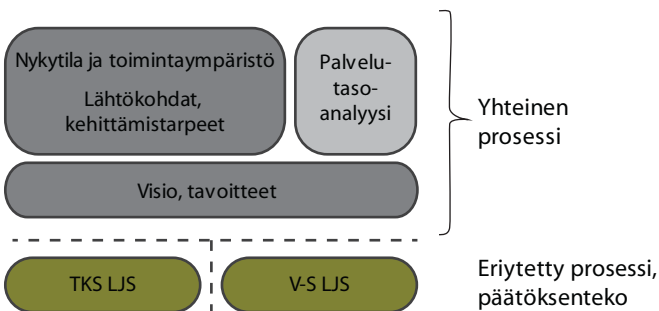 Nykytila ja toimintaympäristö
Lähtökohdat,
kehittämistarpeet
Palvelu-
taso-
analyysi
Yhteinen
prosessi
Visio, tavoitteet
TKS LJS
V-S LJS
Eriytetty prosessi,
päätöksenteko